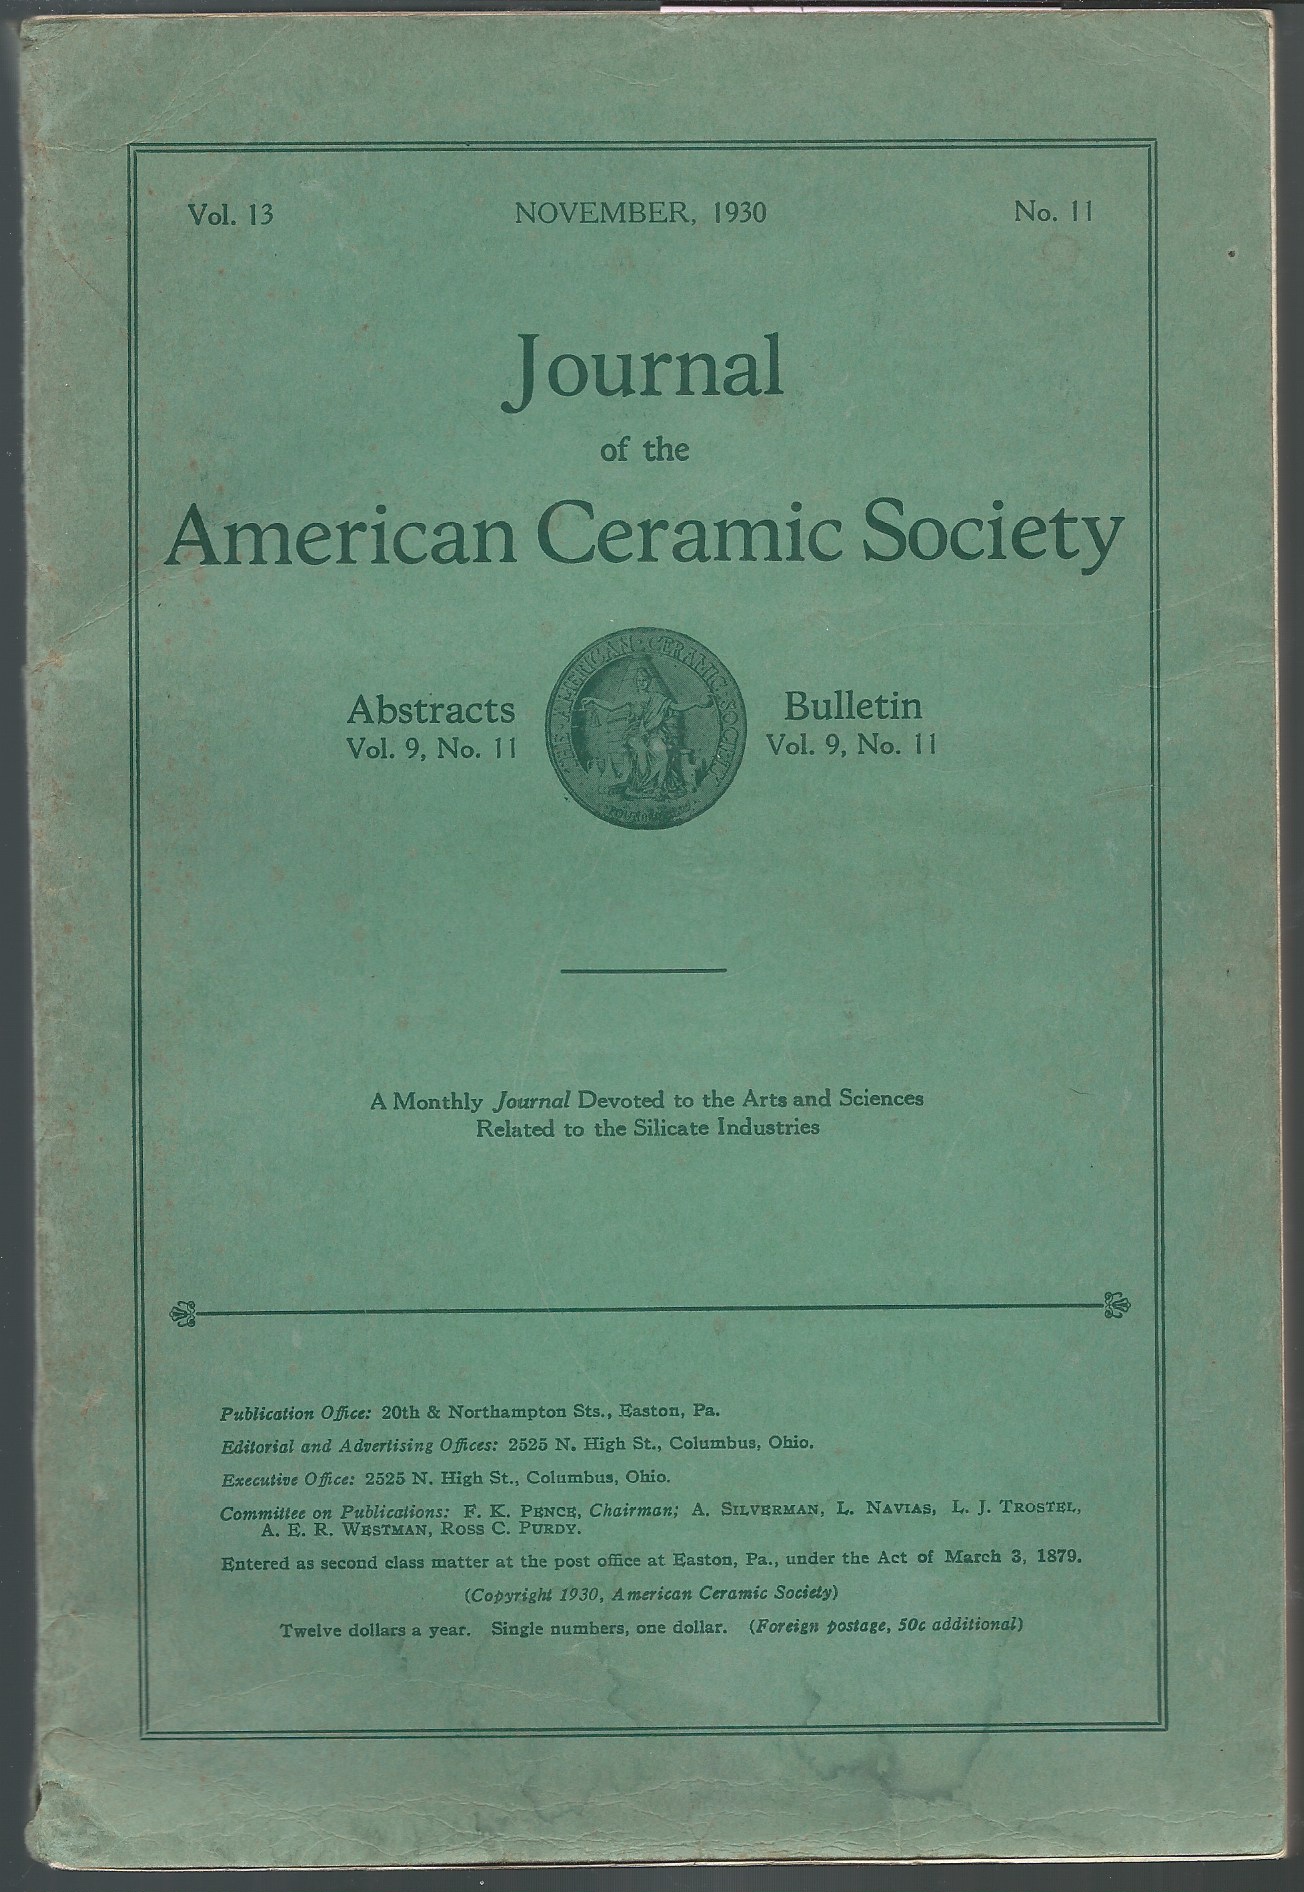 Vol. 13 NOVEMBER, 1930 No. 11
Journal
of the
American Ceramic Society
THE AMERICAN CERAMIC SOCIETY
Abstracts
Vol. 9, No. 11
Bulletin
Vol. 9, No. 11
A Monthly Journal Devoted to the Arts and Sciences
Related to the Silicate Industries
Publication Office: 20th & Northampton Sts., Easton, Pa.
Editorial and Advertising Offices: 2525 N. High St., Columbus, Ohio.
Executive Office: 2525 N. High St., Columbus, Ohio.
Committee on Publications: F. K. PENCE, Chairman; A. SILVERMAN, L. NAVIAS, L. J. TROSTEL,
A. E. R. WESTMAN, ROSS C. PURDY.
Entered as second class matter at the post office at Easton, Pa., under the Act of March 3, 1879.
(Copyright 1930, American Ceramic Society)
Twelve dollars a year. Single numbers, one dollar. (Foreign postage, 50c additional)